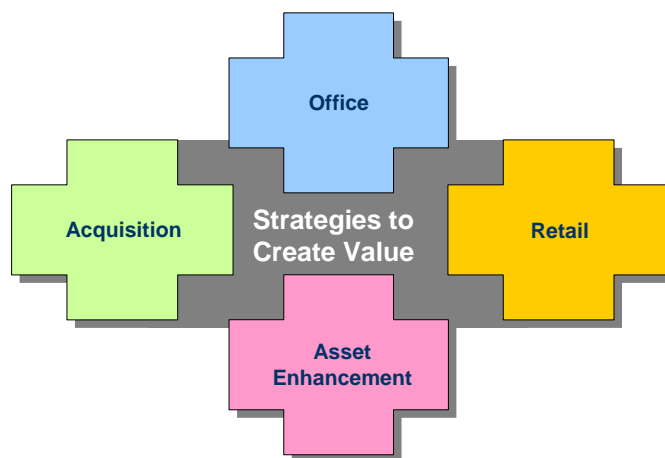 Office
Acquisition
Strategies to
Create Value
Retail
Asset
Enhancement